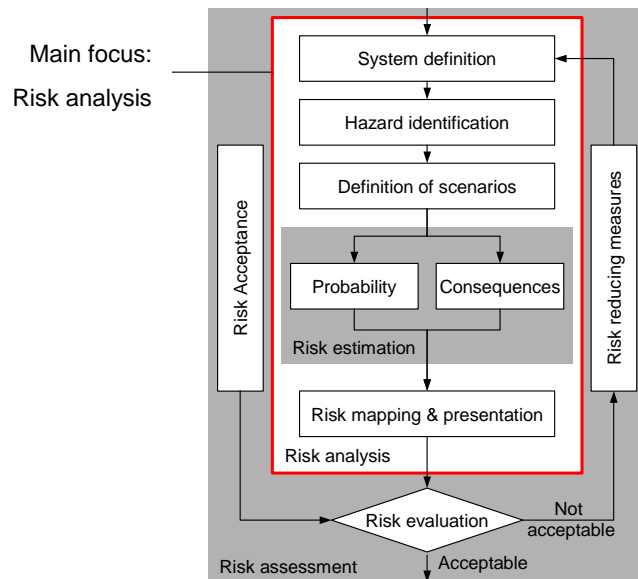 Main focus:
Risk analysis
System definition
Hazard identification
Definition of scenarios
Risk Acceptance
Risk reducing measures
Probability
Consequences
Risk estimation
Risk mapping & presentation
Risk analysis
Risk evaluation
Not
acceptable
Risk assessment
Acceptable